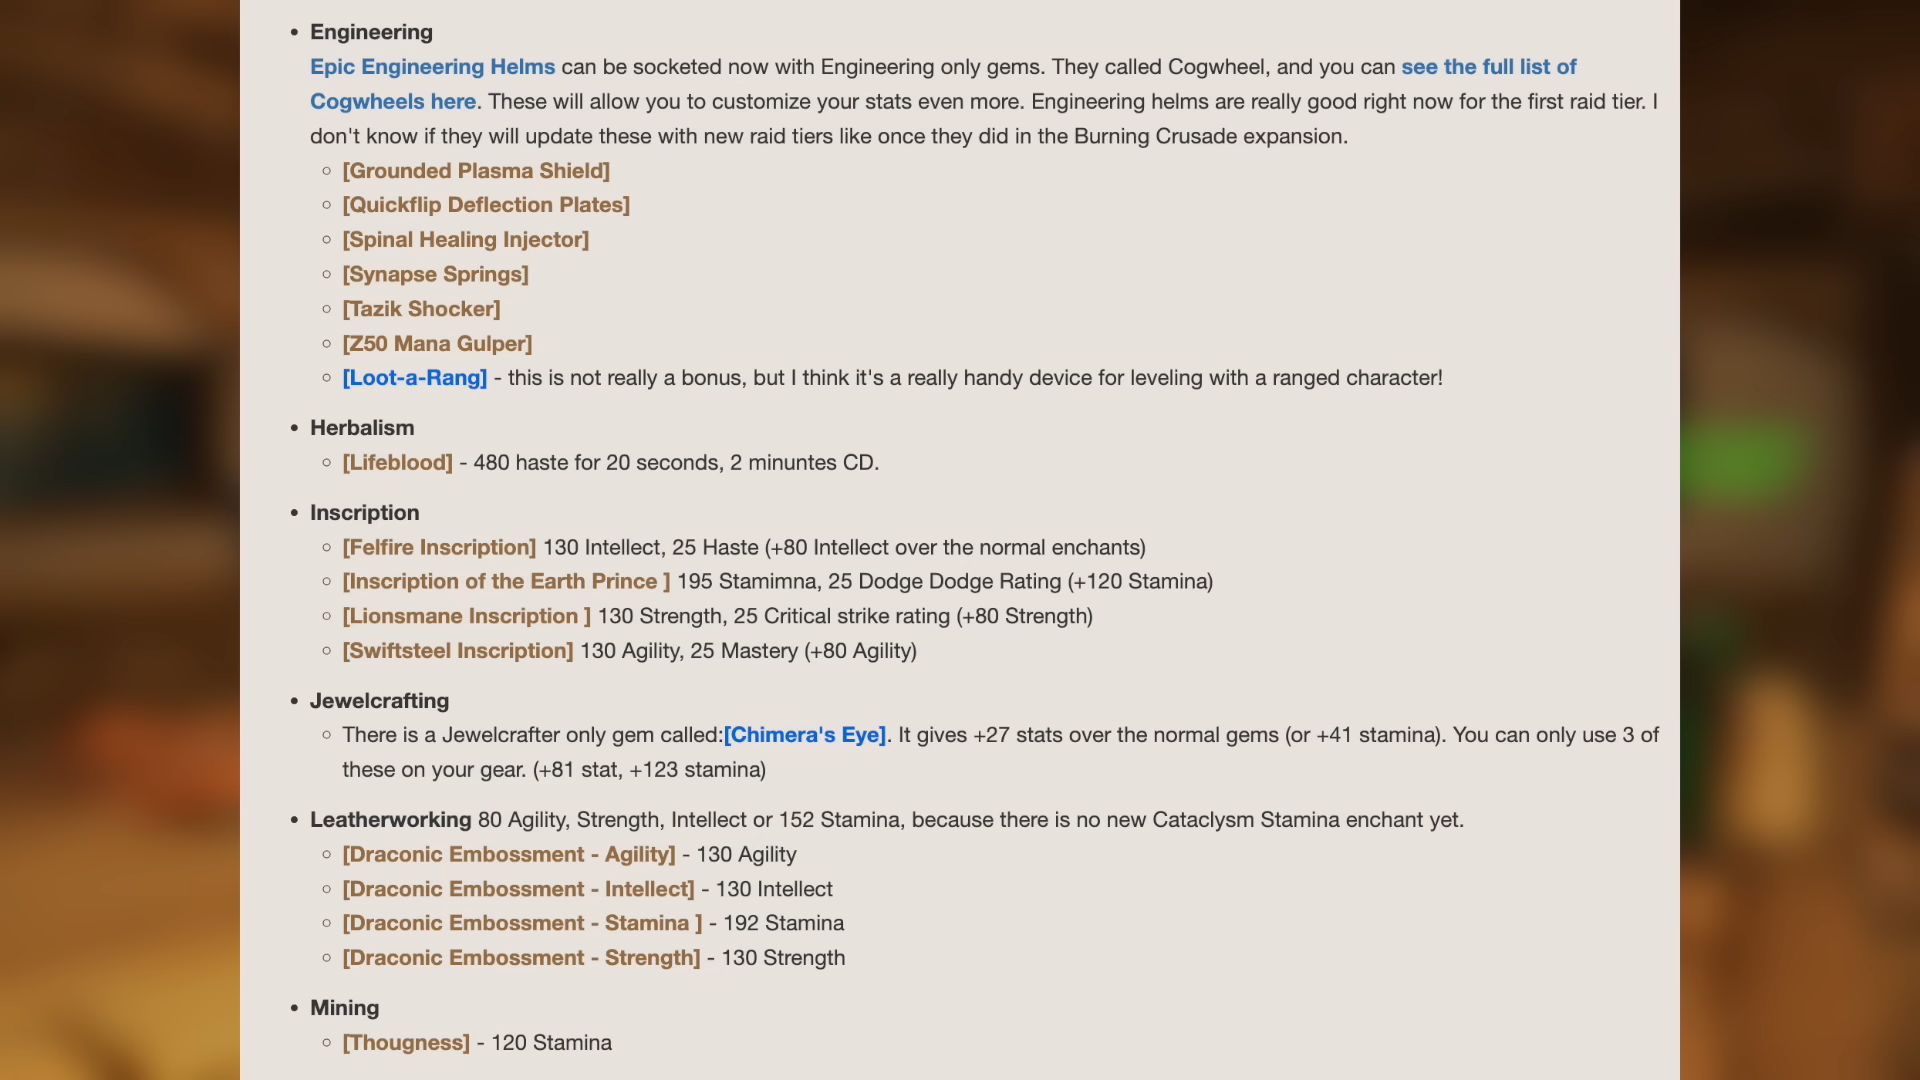 Engineering
Epic Engineering Helms can be socketed now with Engineering only gems. They called Cogwheel, and you can see the full list of
Cogwheels here. These will allow you to customize your stats even more. Engineering helms are really good right now for the first raid tier. I
don't know if they will update these with new raid tiers like once they did in the Burning Crusade expansion.
[Grounded Plasma Shield]
[Quickflip Deflection Plates]
[Spinal Healing Injector]
[Synapse Springs]
[Tazik Shocker]
[Z50 Mana Gulper]
[Loot-a-Rang] - this is not really a bonus, but I think it's a really handy device for leveling with a ranged character!
Herbalism
[Lifeblood] - 480 haste for 20 seconds, 2 minuntes CD.
Inscription
[Felfire Inscription] 130 Intellect, 25 Haste (+80 Intellect over the normal enchants)
[Inscription of the Earth Prince ] 195 Stamimna, 25 Dodge Dodge Rating (+120 Stamina)
[Lionsmane Inscription ] 130 Strength, 25 Critical strike rating (+80 Strength)
[Swiftsteel Inscription] 130 Agility, 25 Mastery (+80 Agility)
Jewelcrafting
There is a Jewelcrafter only gem called:[Chimera's Eye]. It gives +27 stats over the normal gems (or +41 stamina). You can only use 3 of
these on your gear. (+81 stat, +123 stamina)
Leatherworking 80 Agility, Strength, Intellect or 152 Stamina, because there is no new Cataclysm Stamina enchant yet.
[Draconic Embossment - Agility] - 130 Agility
[Draconic Embossment - Intellect] - 130 Intellect
[Draconic Embossment - Stamina ] - 192 Stamina
[Draconic Embossment - Strength] - 130 Strength
Mining
[Thougness] - 120 Stamina